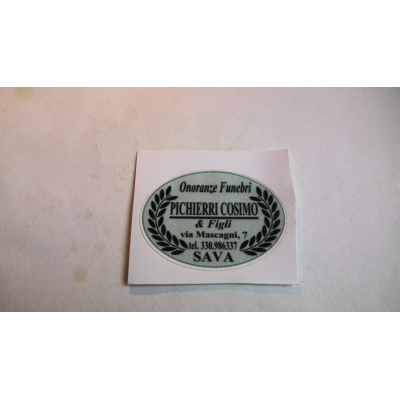 Onoranze Funebri
PICHIERRI COSIMO
& Figli
via Mascagni, 7
tel. 330.986337
SAVA